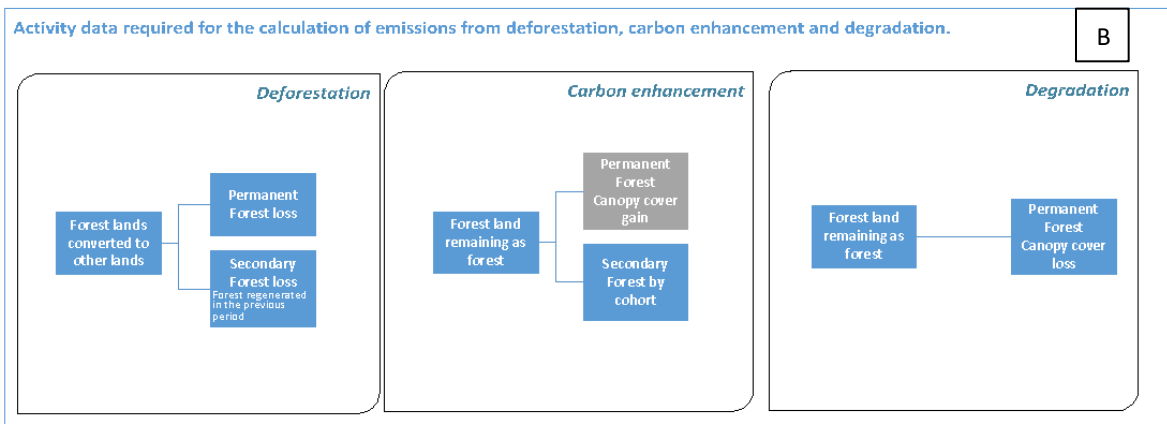 Activity data required for the calculation of emissions from deforestation, carbon enhancement and degradation.
B
Deforestation
Forest lands
converted to
other lands
Permanent
Forest loss
Secondary
Forest loss
Forest regenerated
in the previous
period
Carbon enhancement
Forest land
remaining as
forest
Permanent
Forest
Canopy cover
gain
Secondary
Forest by
cohort
Degradation
Forest land
remaining as
forest
Permanent
Forest
Canopy cover
loss